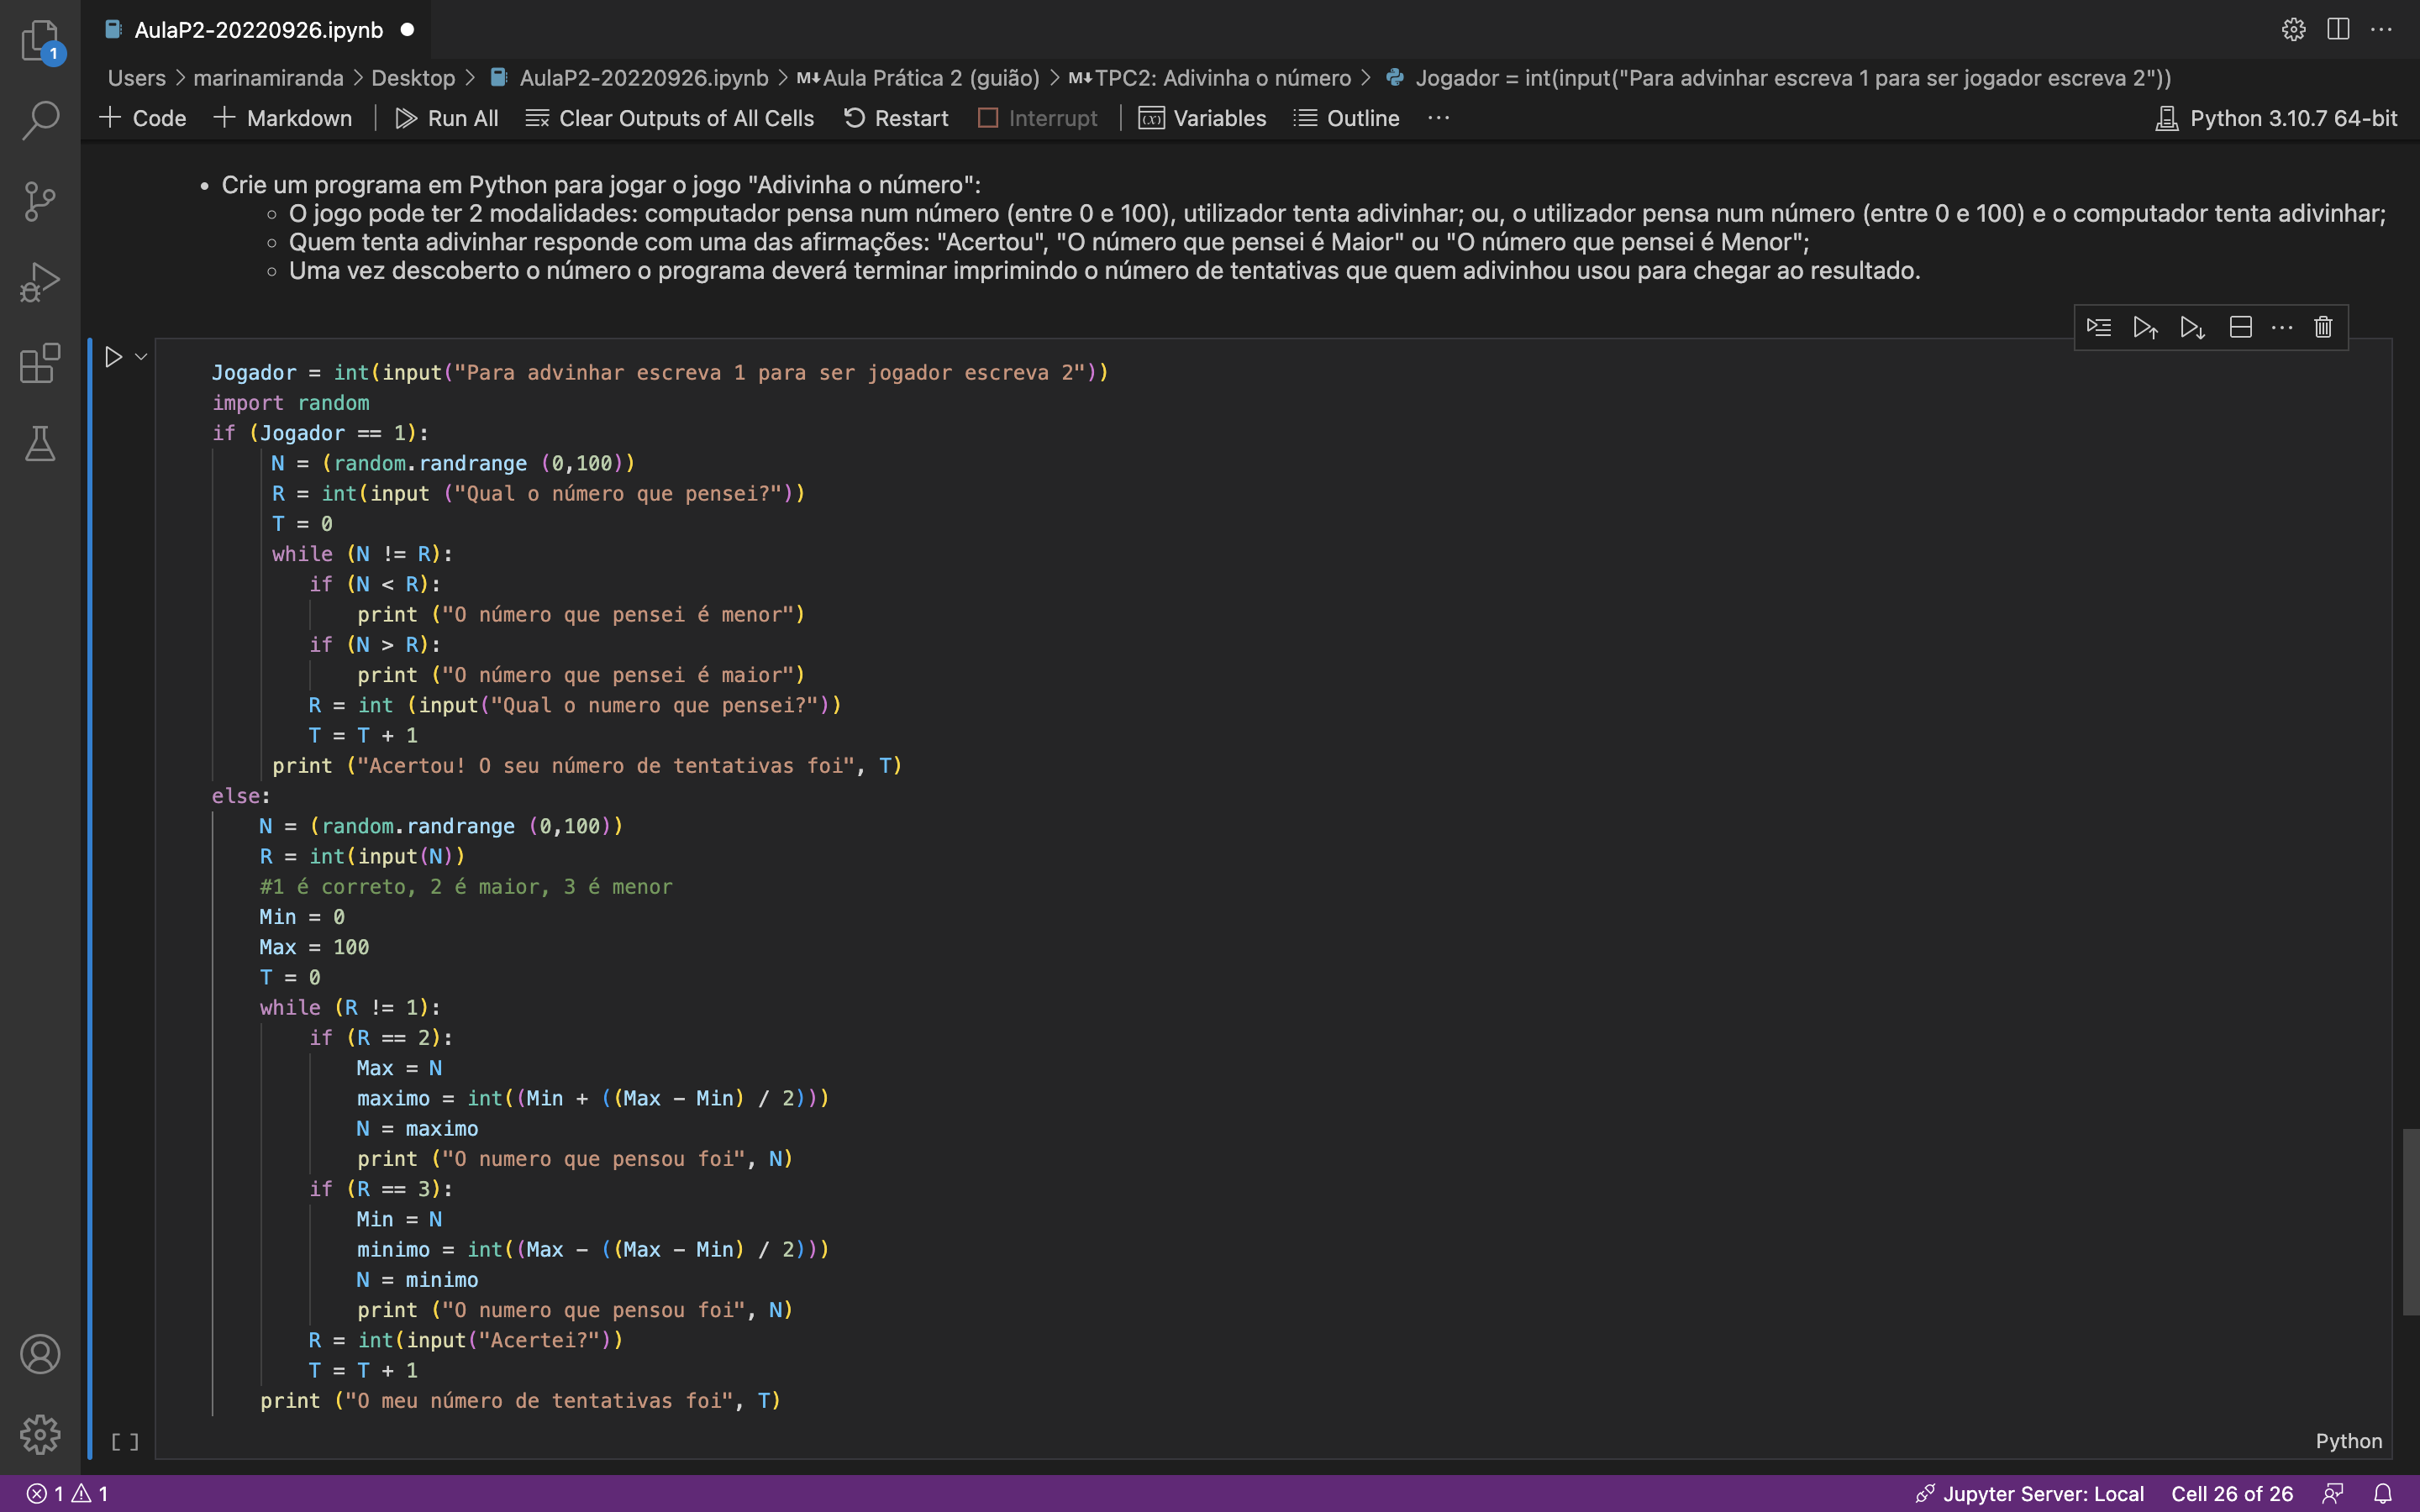 AulaP2-20220926.ipynb
1
Users > marinamiranda > Desktop > AulaP2-20220926.ipynb > M↓Aula Prática 2 (guião) > M↓TPC2: Adivinha o número > Jogador = int(input("Para advinhar escreva 1 para ser jogador escreva 2"))
+ Code + Markdown | Run All Clear Outputs of All Cells Restart Interrupt | Variables Outline ... Python 3.10.7 64-bit
• Crie um programa em Python para jogar o jogo "Adivinha o número":
◦ O jogo pode ter 2 modalidades: computador pensa num número (entre 0 e 100), utilizador tenta adivinhar; ou, o utilizador pensa num número (entre 0 e 100) e o computador tenta adivinhar;
◦ Quem tenta adivinhar responde com uma das afirmações: "Acertou", "O número que pensei é Maior" ou "O número que pensei é Menor";
◦ Uma vez descoberto o número o programa deverá terminar imprimindo o número de tentativas que quem adivinhou usou para chegar ao resultado.
Jogador = int(input("Para advinhar escreva 1 para ser jogador escreva 2"))
import random
if (Jogador == 1):
     N = (random.randrange (0,100))
     R = int(input ("Qual o número que pensei?"))
     T = 0
     while (N != R):
        if (N < R):
            print ("O número que pensei é menor")
        if (N > R):
            print ("O número que pensei é maior")
        R = int (input("Qual o numero que pensei?"))
        T = T + 1
     print ("Acertou! O seu número de tentativas foi", T)
else:
    N = (random.randrange (0,100))
    R = int(input(N))
    #1 é correto, 2 é maior, 3 é menor
    Min = 0
    Max = 100
    T = 0
    while (R != 1):
        if (R == 2):
            Max = N
            maximo = int((Min + ((Max - Min) / 2)))
            N = maximo
            print ("O numero que pensou foi", N)
        if (R == 3):
            Min = N
            minimo = int((Max - ((Max - Min) / 2)))
            N = minimo
            print ("O numero que pensou foi", N)
        R = int(input("Acertei?"))
        T = T + 1
    print ("O meu número de tentativas foi", T)
[ ] Python
1 1 Jupyter Server: Local Cell 26 of 26